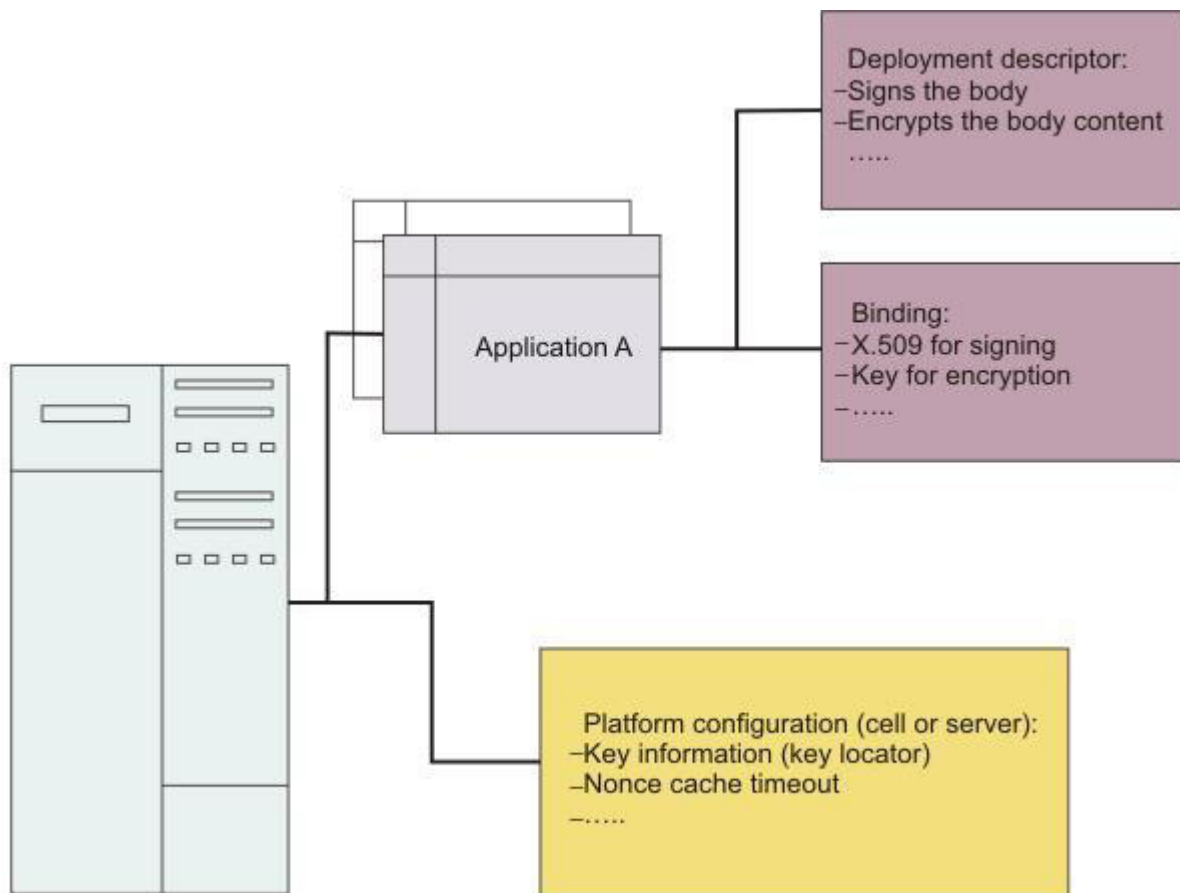 Deployment descriptor:
–Signs the body
–Encrypts the body content
.....
Binding:
–X.509 for signing
–Key for encryption
–.....
Application A
Platform configuration (cell or server):
–Key information (key locator)
–Nonce cache timeout
–.....